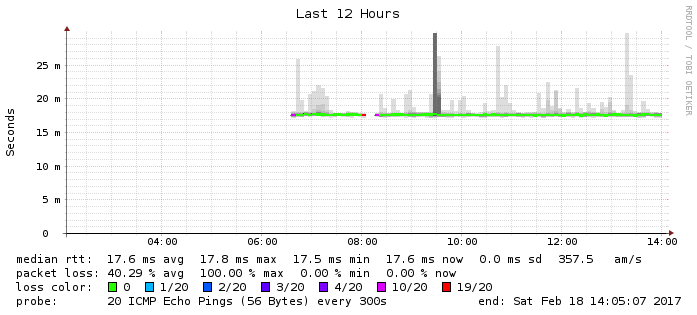 Last 12 Hours
RRDTOOL / TOBI OETIKER
Seconds
25 m
20 m
15 m
10 m
5 m
0
04:00 06:00 08:00 10:00 12:00 14:00
median rtt: 17.6 ms avg 17.8 ms max 17.5 ms min 17.6 ms now 0.0 ms sd 357.5 am/s
packet loss: 40.29 % avg 100.00 % max 0.00 % min 0.00 % now
loss color: 0 1/20 2/20 3/20 4/20 10/20 19/20
probe: 20 ICMP Echo Pings (56 Bytes) every 300s end: Sat Feb 18 14:05:07 2017